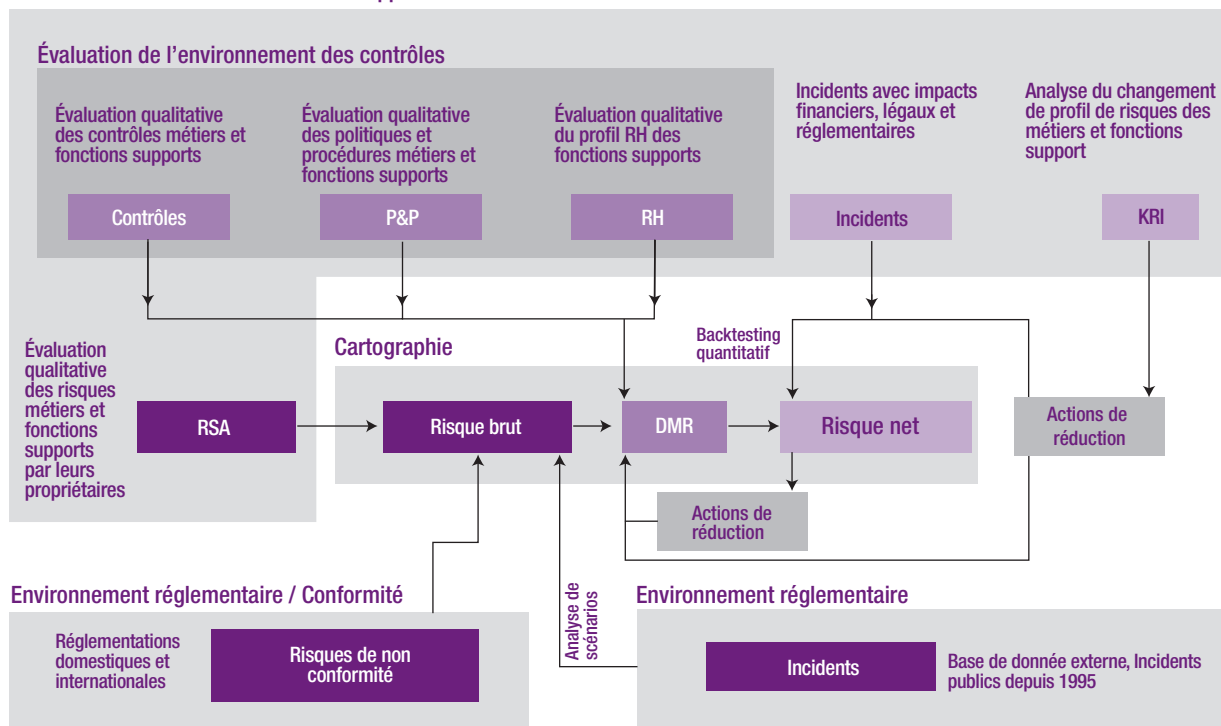 Évaluation de l’environnement des contrôles
Évaluation qualitative
des contrôles métiers et
fonctions supports
Évaluation qualitative
des politiques et
procédures métiers et
fonctions supports
Évaluation qualitative
du profil RH des
fonctions supports
Incidents avec impacts
financiers, légaux et
réglementaires
Analyse du changement
de profil de risques des
métiers et fonctions
support
Contrôles
P&P
RH
Incidents
KRI
Évaluation
qualitative
des risques
métiers et
fonctions
supports
par leurs
propriétaires
RSA
Cartographie
Backtesting
quantitatif
Risque brut
DMR
Risque net
Actions de
réduction
Actions de
réduction
Environnement réglementaire / Conformité
Réglementations
domestiques et
internationales
Risques de non
conformité
Analyse de
scénarios
Environnement réglementaire
Incidents
Base de donnée externe, Incidents
publics depuis 1995